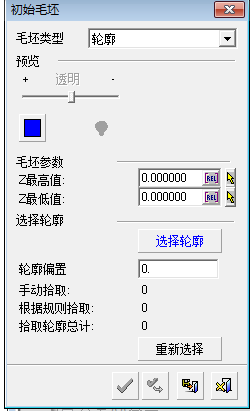 初始毛坯
毛坯类型 轮廓
预览
+ 透明 -
毛坯参数
Z最高值: 0.000000 REL
Z最低值: 0.000000 REL
选择轮廓
选择轮廓
轮廓偏置 0.
手动拾取: 0
根据规则拾取: 0
拾取轮廓总计: 0
重新选择